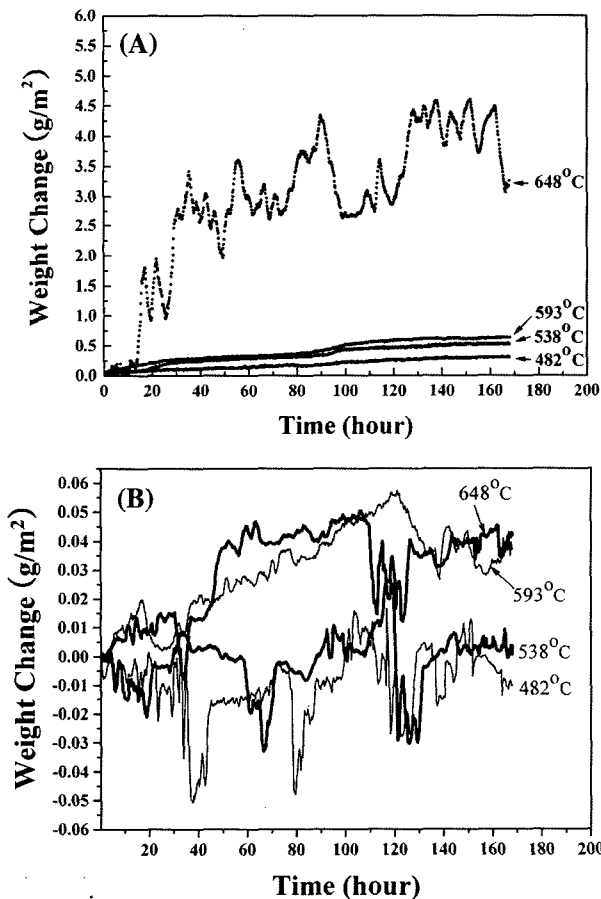 (A)
6.0
5.5
5.0
4.5
4.0
3.5
3.0
2.5
2.0
1.5
1.0
0.5
0.0
Weight Change (g/m²)
648°C
593°C
538°C
482°C
0 20 40 60 80 100 120 140 160 180 200
Time (hour)
(B)
0.06
0.05
0.04
0.03
0.02
0.01
0.00
-0.01
-0.02
-0.03
-0.04
-0.05
-0.06
Weight Change (g/m²)
648°C
593°C
538°C
482°C
20 40 60 80 100 120 140 160 180 200
Time (hour)